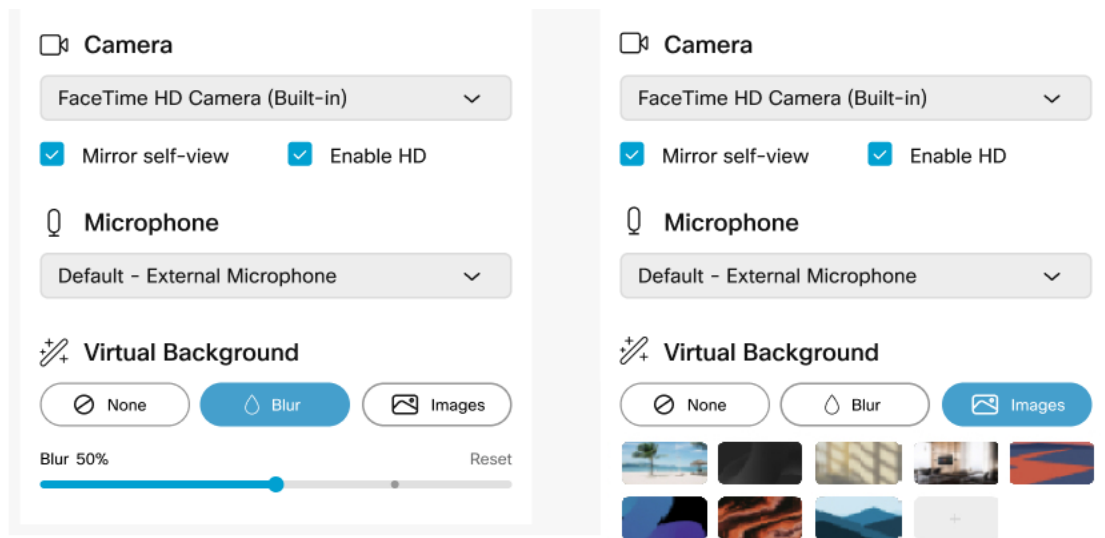 Camera
FaceTime HD Camera (Built-in)
Mirror self-view Enable HD
Microphone
Default - External Microphone
Virtual Background
None Blur Images
Blur 50% Reset
Camera
FaceTime HD Camera (Built-in)
Mirror self-view Enable HD
Microphone
Default - External Microphone
Virtual Background
None Blur Images